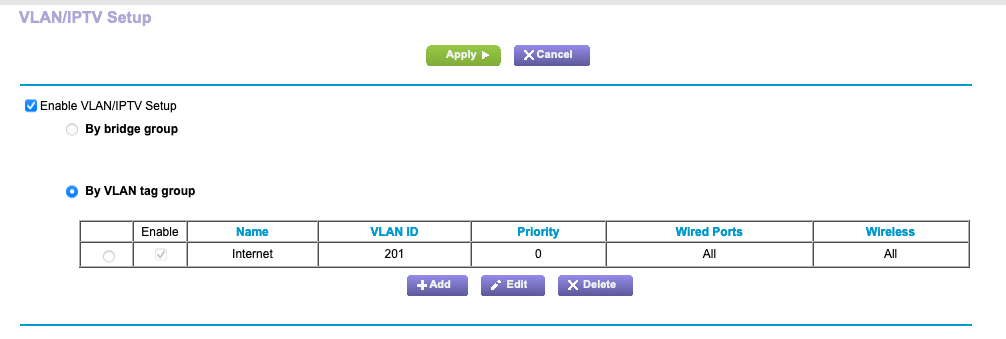 VLAN/IPTV Setup
Apply Cancel
Enable VLAN/IPTV Setup
By bridge group
By VLAN tag group
Enable Name VLAN ID Priority Wired Ports Wireless
Internet 201 0 All All
Add Edit Delete